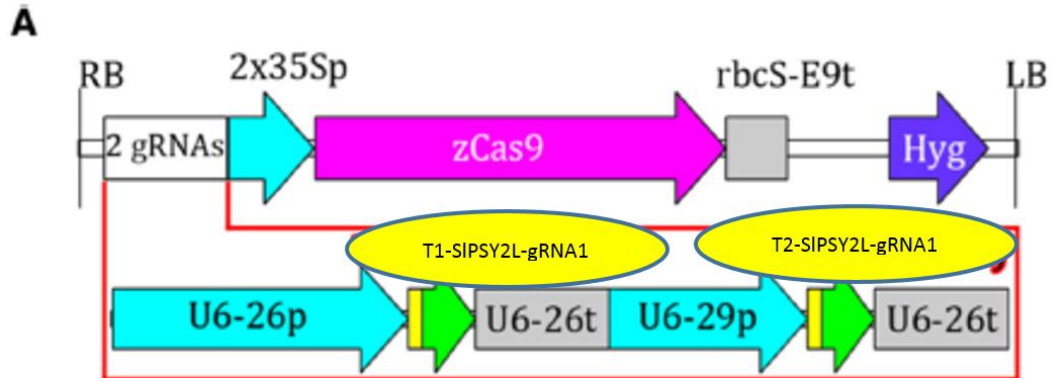 A
RB 2x35Sp rbcS-E9t LB
2 gRNAs zCas9 Hyg
T1-SlPSY2L-gRNA1 T2-SlPSY2L-gRNA1
U6-26p U6-26t U6-29p U6-26t